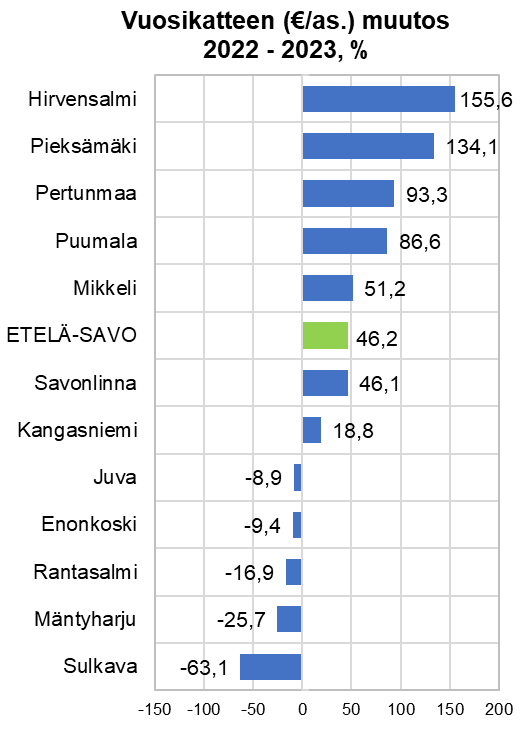 Vuosikatteen (€/as.) muutos
2022 - 2023, %
Hirvensalmi 155,6
Pieksämäki 134,1
Pertunmaa 93,3
Puumala 86,6
Mikkeli 51,2
ETELÄ-SAVO 46,2
Savonlinna 46,1
Kangasniemi 18,8
Juva -8,9
Enonkoski -9,4
Rantasalmi -16,9
Mäntyharju -25,7
Sulkava -63,1
-150 -100 -50 0 50 100 150 200